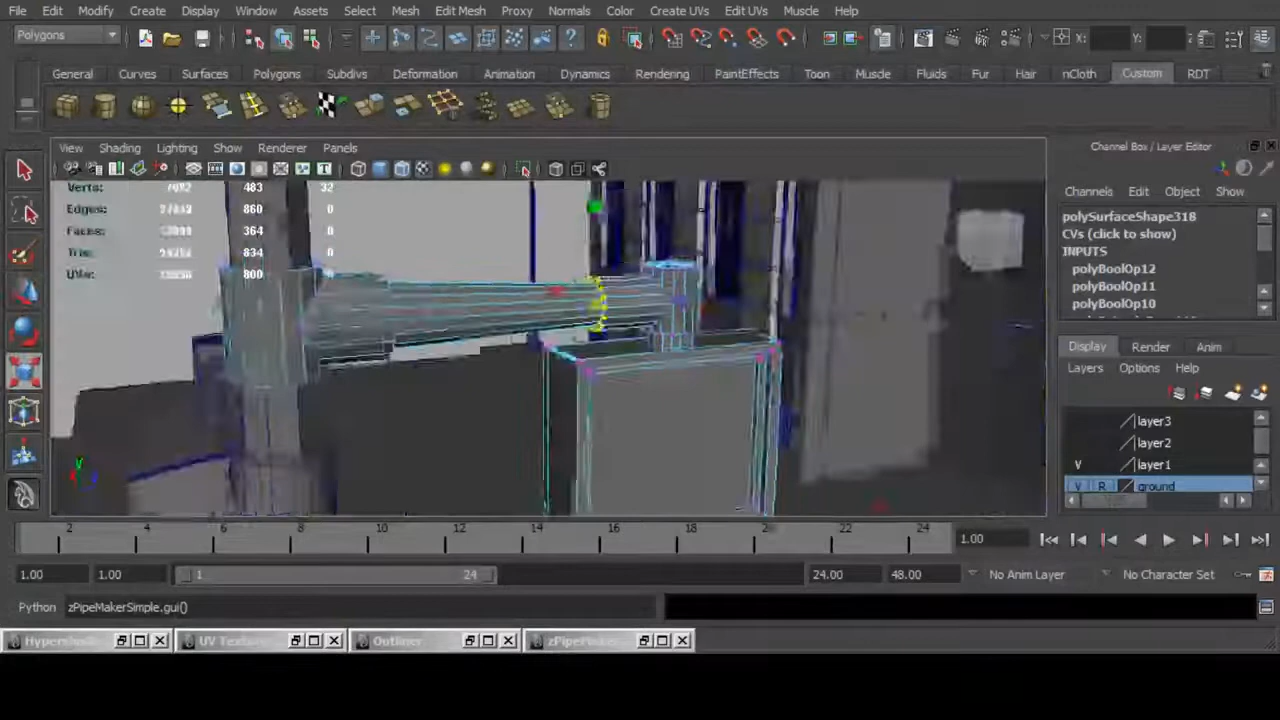 File Edit Modify Create Display Window Assets Select Mesh Edit Mesh Proxy Normals Color Create UVs Edit UVs Muscle Help
Polygons X: Y:
General Curves Surfaces Polygons Subdivs Deformation Animation Dynamics Rendering PaintEffects Toon Muscle Fluids Fur Hair nCloth Custom RDT
View Shading Lighting Show Renderer Panels
Channel Box / Layer Editor
Channels Edit Object Show
Verts: 483 32
Edges: 860 0
Faces: 364 0
Tris: 834 0
UVs: 800 0
polySurfaceShape318
CVs (click to show)
INPUTS
polyBoolOp12
polyBoolOp11
polyBoolOp10
Display Render Anim
Layers Options Help
layer3
layer2
V layer1
V R ground
2 4 6 8 10 12 14 16 18 20 22 24
1.00
1.00 1.00 1 24 24.00 48.00 No Anim Layer No Character Set
Python zPipeMakerSimple.gui()
UV Textu Outliner zPipeMake